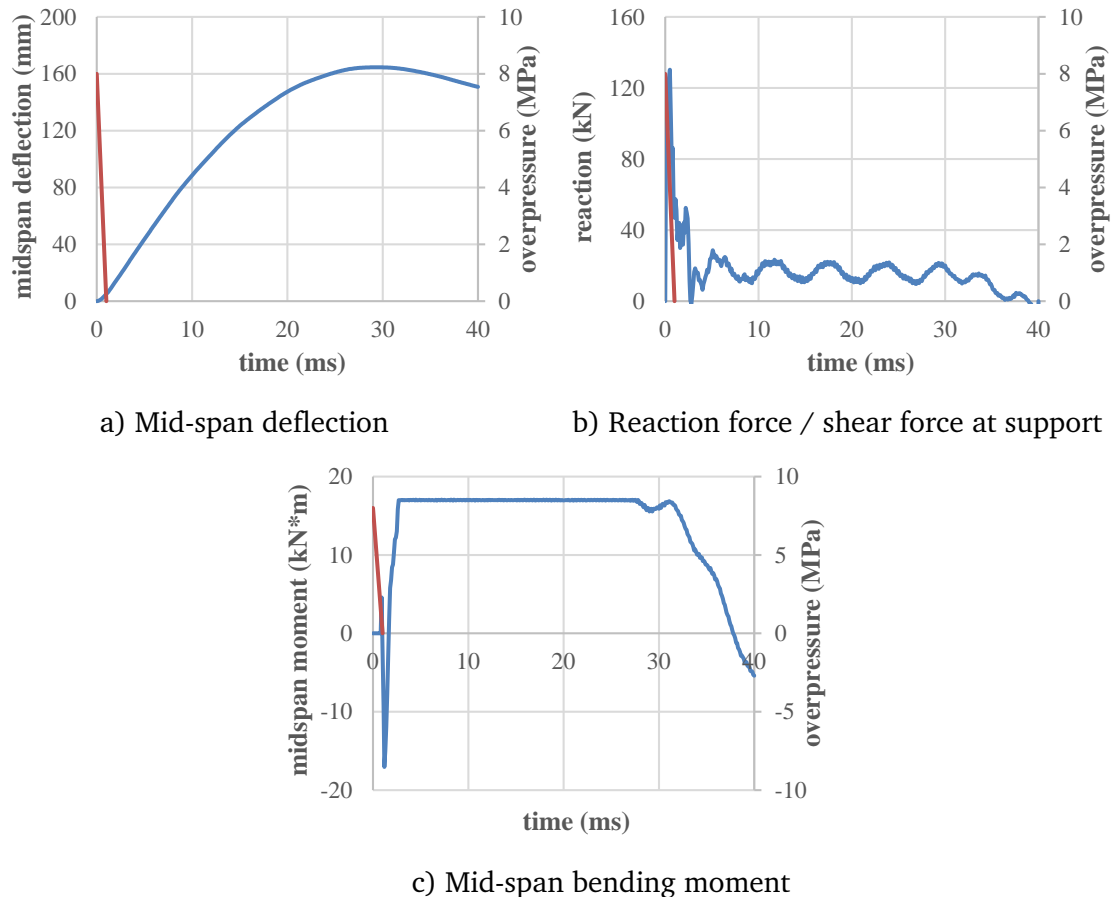 200
160
120
80
40
0
midspan deflection (mm)
10
8
6
4
2
0
overpressure (MPa)
0 10 20 30 40
time (ms)
a) Mid-span deflection
160
120
80
40
0
reaction (kN)
10
8
6
4
2
0
overpressure (MPa)
0 10 20 30 40
time (ms)
b) Reaction force / shear force at support
20
10
0
-10
-20
midspan moment (kN*m)
10
5
0
-5
-10
overpressure (MPa)
0 10 20 30 40
time (ms)
c) Mid-span bending moment